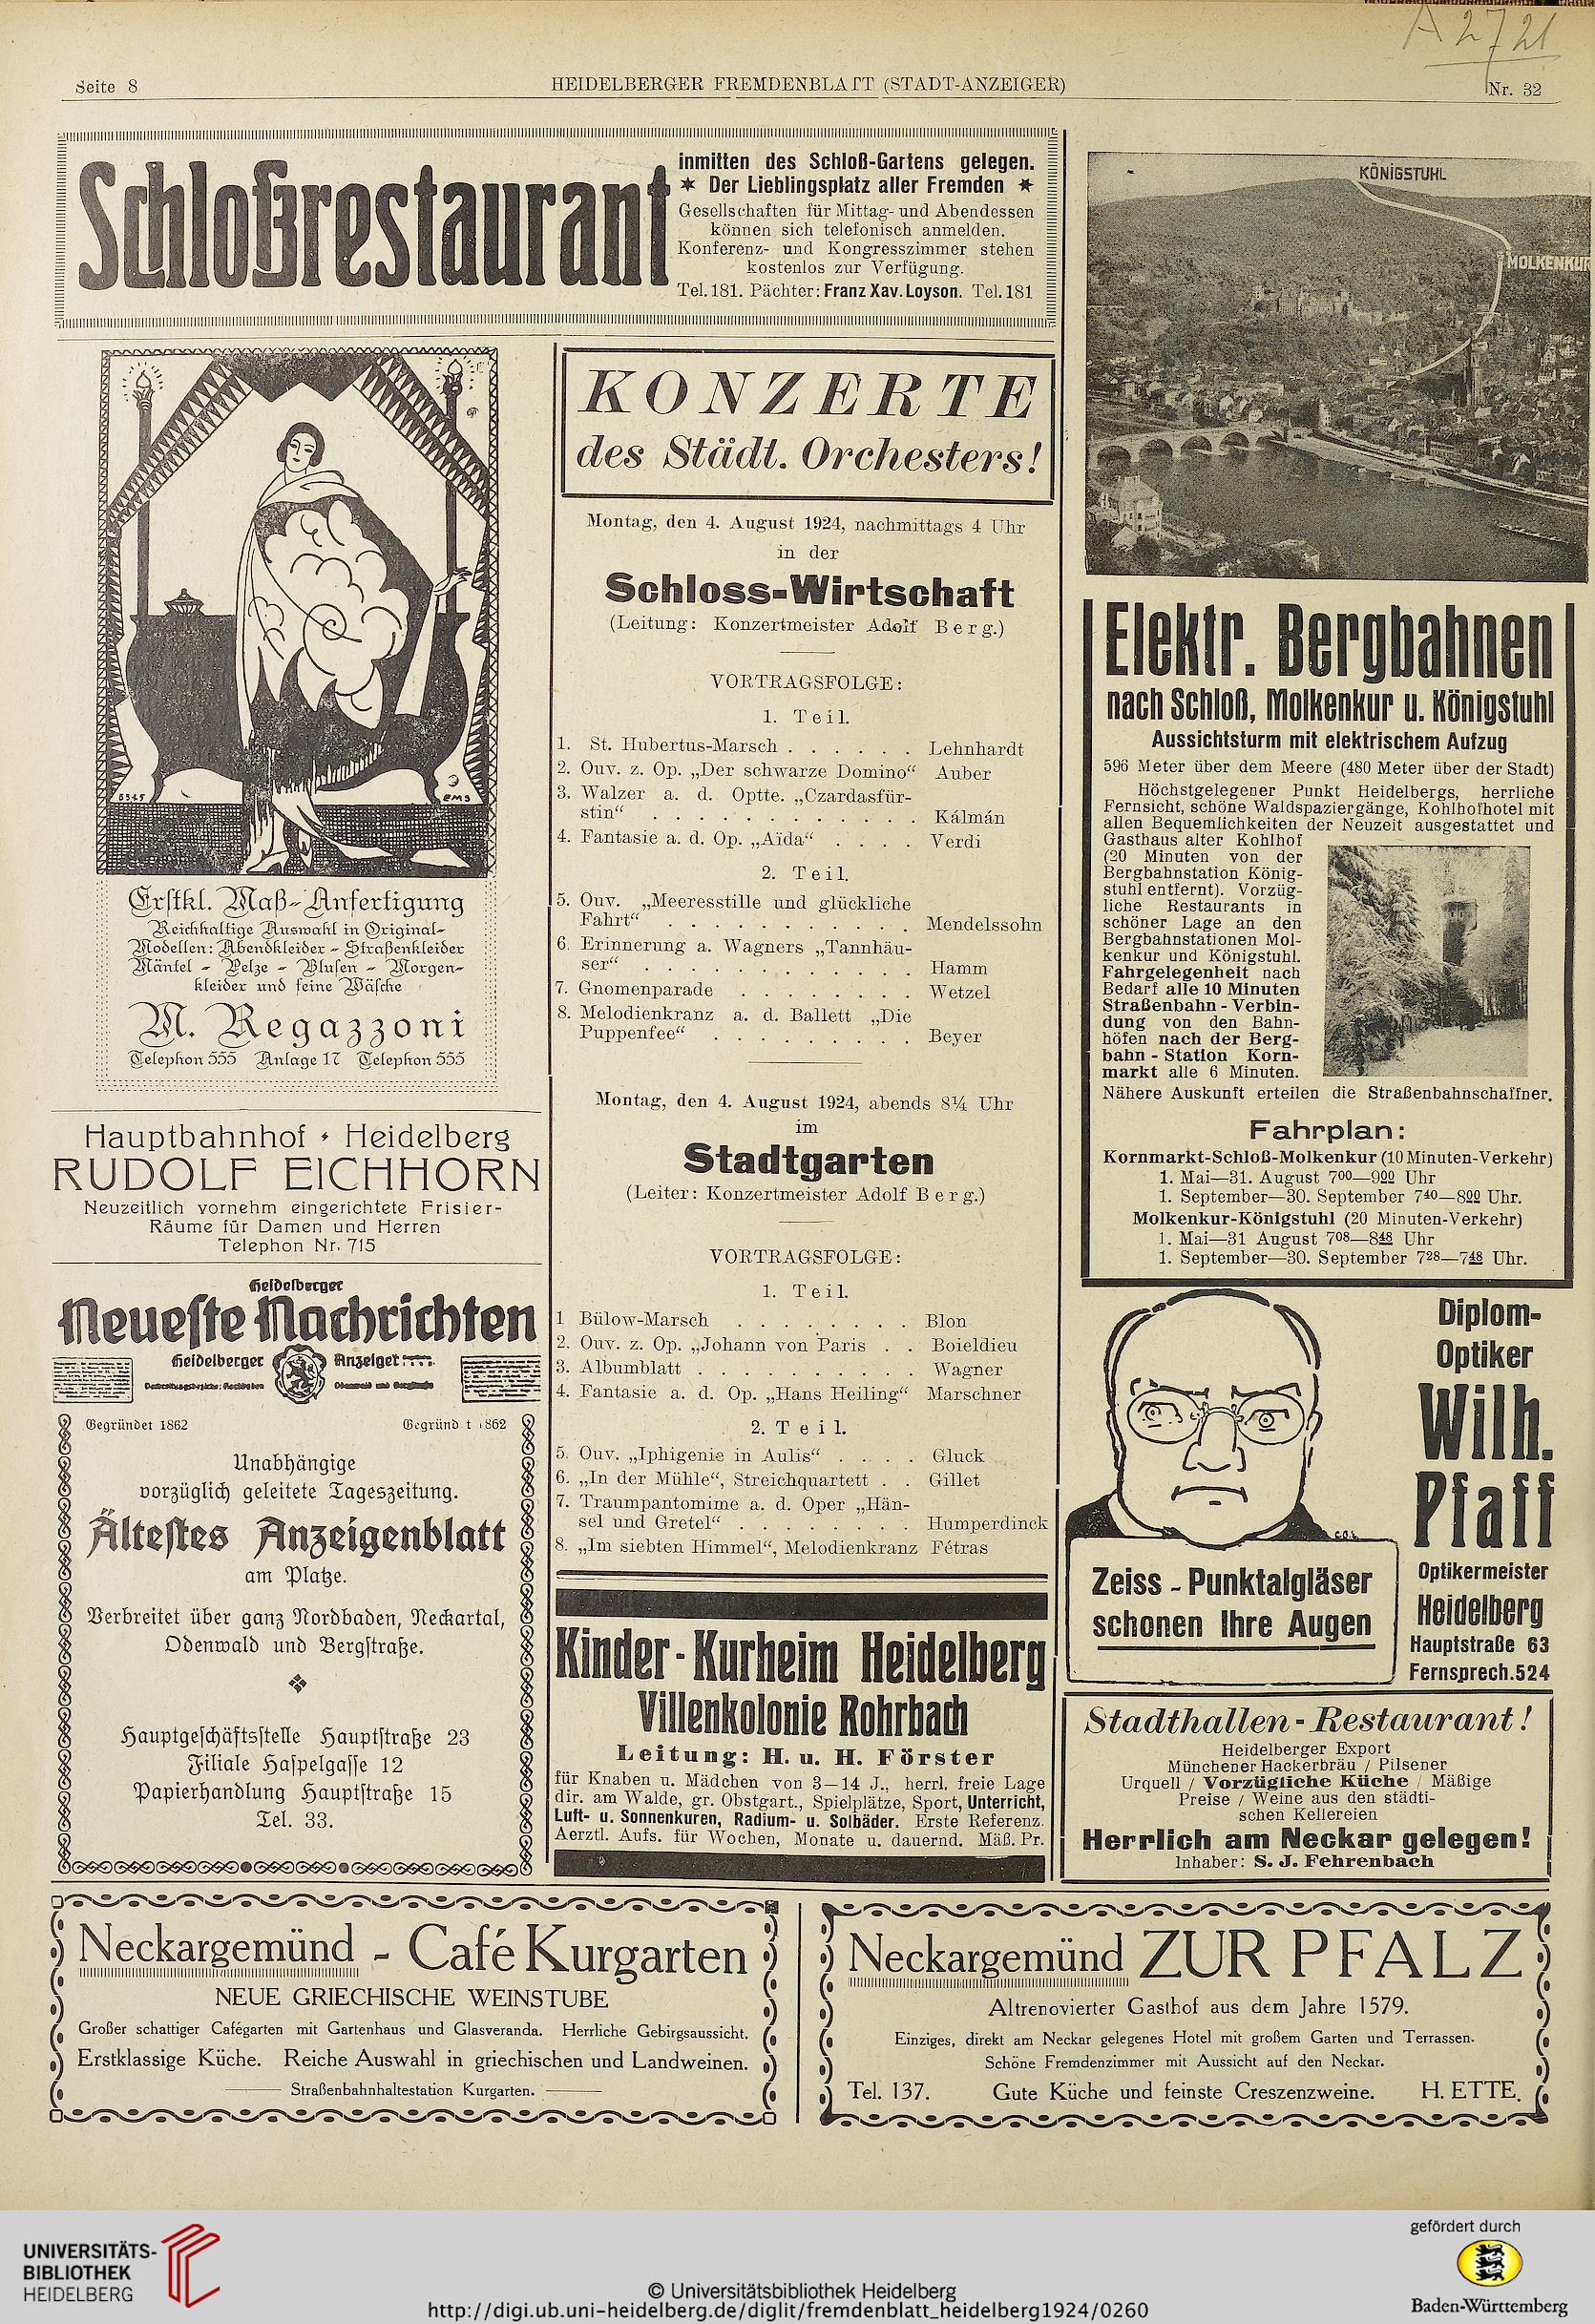 A 2721
Seite 8
HEIDELBERGER FREMDENBLATT (STADT-ANZEIGER)
Nr. 32
Schloßrestaurant
inmitten des Schloß-Gartens gelegen.
* Der Lieblingsplatz aller Fremden *
Gesellschaften für Mittag- und Abendessen
können sich telefonisch anmelden.
Konferenz- und Kongresszimmer stehen
kostenlos zur Verfügung.
Tel. 181. Pächter: Franz Xav. Loyson. Tel. 181
Erstkl. Maß-Anfertigung
Reichhaltige Auswahl in Original-
Modellen: Abendkleider - Straßenkleider
Mäntel - Pelze - Blusen - Morgen-
kleider und feine Wäsche
M. Regazzoni
Telephon 555 Anlage 17 Telephon 555
Hauptbahnhof * Heidelberg
RUDOLF EICHHORN
Neuzeitlich vornehm eingerichtete Frisier-
Räume für Damen und Herren
Telephon Nr. 715
Heidelberger
Neueste Nachrichten
Heidelberger Anzeiger
Gegründet 1862
Gegründ t 1862
Unabhängige
vorzüglich geleitete Tageszeitung.
Ältestes Anzeigenblatt
am Platze.
Verbreitet über ganz Nordbaden, Neckartal,
Odenwald und Bergstraße.
Hauptgeschäftsstelle Hauptstraße 23
Filiale Haspelgasse 12
Papierhandlung Hauptstraße 15
Tel. 33.
KONZERTE
des Städt. Orchesters!
Montag, den 4. August 1924, nachmittags 4 Uhr
in der
Schloss-Wirtschaft
(Leitung: Konzertmeister Adolf Berg.)
VORTRAGSFOLGE:
1. Teil.
1. St. Hubertus-Marsch . . . . . . Lehnhardt
2. Ouv. z. Op. „Der schwarze Domino“ Auber
3. Walzer a. d. Optte. „Czardasfür-
stin“ . . . . . . . . . . . . . Kálmán
4. Fantasie a. d. Op. „Aïda“ . . . . Verdi
2. Teil.
5. Ouv. „Meeresstille und glückliche
Fahrt“ . . . . . . . . . . . . Mendelssohn
6. Erinnerung a. Wagners „Tannhäu-
ser“ . . . . . . . . . . . . . Hamm
7. Gnomenparade . . . . . . . . Wetzel
8. Melodienkranz a. d. Ballett „Die
Puppenfee“ . . . . . . . . . . Beyer
Montag, den 4. August 1924, abends 8¼ Uhr
im
Stadtgarten
(Leiter: Konzertmeister Adolf Berg.)
VORTRAGSFOLGE:
1. Teil.
1 Bülow-Marsch . . . . . . . . Blon
2. Ouv. z. Op. „Johann von Paris . . Boieldieu
3. Albumblatt . . . . . . . . . . Wagner
4. Fantasie a. d. Op. „Hans Heiling“ Marschner
2. Teil.
5. Ouv. „Iphigenie in Aulis“ . . . . Gluck
6. „In der Mühle“, Streichquartett . . Gillet
7. Traumpantomime a. d. Oper „Hän-
sel und Gretel“ . . . . . . . . Humperdinck
8. „Im siebten Himmel“, Melodienkranz Fétras
Kinder-Kurheim Heidelberg
Villenkolonie Rohrbach
Leitung: H. u. H. Förster
für Knaben u. Mädchen von 3—14 J., herrl. freie Lage
dir. am Walde, gr. Obstgart., Spielplätze, Sport, Unterricht,
Luft- u. Sonnenkuren, Radium- u. Solbäder. Erste Referenz.
Aerztl. Aufs. für Wochen, Monate u. dauernd. Mäß. Pr.
KÖNIGSTUHL
MOLKENKUR
Elektr. Bergbahnen
nach Schloß, Molkenkur u. Königstuhl
Aussichtsturm mit elektrischem Aufzug
596 Meter über dem Meere (480 Meter über der Stadt)
Höchstgelegener Punkt Heidelbergs, herrliche
Fernsicht, schöne Waldspaziergänge, Kohlhofhotel mit
allen Bequemlichkeiten der Neuzeit ausgestattet und
Gasthaus alter Kohlhof
(20 Minuten von der
Bergbahnstation König-
stuhl entfernt). Vorzüg-
liche Restaurants in
schöner Lage an den
Bergbahnstationen Mol-
kenkur und Königstuhl.
Fahrgelegenheit nach
Bedarf alle 10 Minuten
Straßenbahn - Verbin-
dung von den Bahn-
höfen nach der Berg-
bahn - Station Korn-
markt alle 6 Minuten.
Nähere Auskunft erteilen die Straßenbahnschaffner.
Fahrplan:
Kornmarkt-Schloß-Molkenkur (10 Minuten-Verkehr)
1. Mai—31. August 7⁰⁰—9⁰⁰ Uhr
1. September—30. September 7⁴⁰—8⁰⁰ Uhr.
Molkenkur-Königstuhl (20 Minuten-Verkehr)
1. Mai—31 August 7⁰⁸—8⁴⁸ Uhr
1. September—30. September 7²⁸—7⁴⁸ Uhr.
Diplom-
Optiker
Wilh.
Pfaff
Optikermeister
Heidelberg
Hauptstraße 63
Fernsprech. 524
Zeiss - Punktalgläser
schonen Ihre Augen
Stadthallen-Restaurant!
Heidelberger Export
Münchener Hackerbräu / Pilsener
Urquell / Vorzügliche Küche / Mäßige
Preise / Weine aus den städti-
schen Kellereien
Herrlich am Neckar gelegen!
Inhaber: S. J. Fehrenbach
Neckargemünd - Café Kurgarten
NEUE GRIECHISCHE WEINSTUBE
Großer schattiger Cafégarten mit Gartenhaus und Glasveranda. Herrliche Gebirgsaussicht.
Erstklassige Küche. Reiche Auswahl in griechischen und Landweinen.
Straßenbahnhaltestation Kurgarten.
Neckargemünd ZUR PFALZ
Altrenovierter Gasthof aus dem Jahre 1579.
Einziges, direkt am Neckar gelegenes Hotel mit großem Garten und Terrassen.
Schöne Fremdenzimmer mit Aussicht auf den Neckar.
Tel. 137. Gute Küche und feinste Creszenzweine. H. ETTE.
UNIVERSITÄTS-
BIBLIOTHEK
HEIDELBERG
© Universitätsbibliothek Heidelberg
http://digi.ub.uni-heidelberg.de/diglit/fremdenblatt_heidelberg1924/0260
gefördert durch
Baden-Württemberg